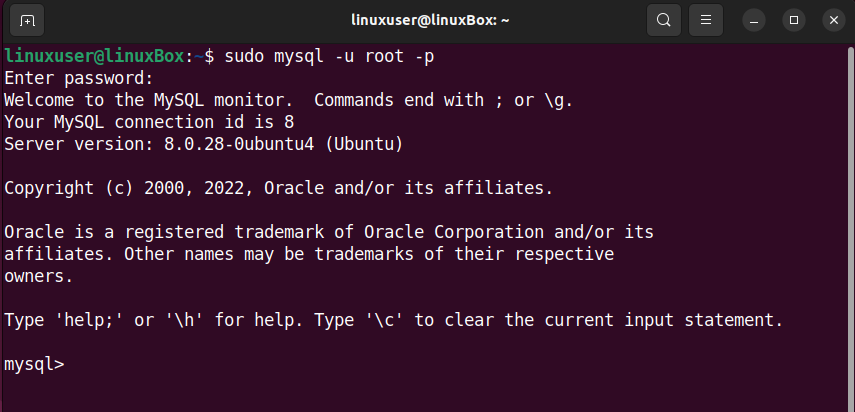 linuxuser@linuxBox: ~
linuxuser@linuxBox:~$ sudo mysql -u root -p
Enter password:
Welcome to the MySQL monitor.  Commands end with ; or \g.
Your MySQL connection id is 8
Server version: 8.0.28-0ubuntu4 (Ubuntu)
Copyright (c) 2000, 2022, Oracle and/or its affiliates.
Oracle is a registered trademark of Oracle Corporation and/or its
affiliates. Other names may be trademarks of their respective
owners.
Type 'help;' or '\h' for help. Type '\c' to clear the current input statement.
mysql>